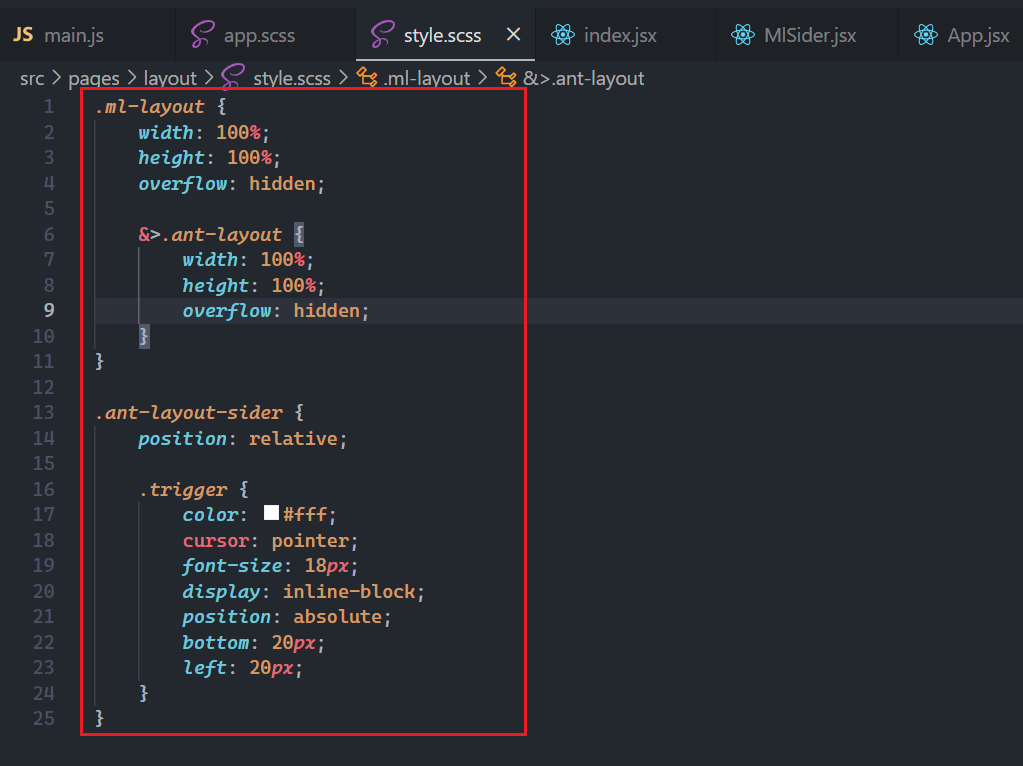 JS main.js app.scss style.scss × index.jsx MlSider.jsx App.jsx
src > pages > layout > style.scss > .ml-layout > &>.ant-layout
1 .ml-layout {
2 width: 100%;
3 height: 100%;
4 overflow: hidden;
5
6 &>.ant-layout {
7 width: 100%;
8 height: 100%;
9 overflow: hidden;
10 }
11 }
12
13 .ant-layout-sider {
14 position: relative;
15
16 .trigger {
17 color: #fff;
18 cursor: pointer;
19 font-size: 18px;
20 display: inline-block;
21 position: absolute;
22 bottom: 20px;
23 left: 20px;
24 }
25 }